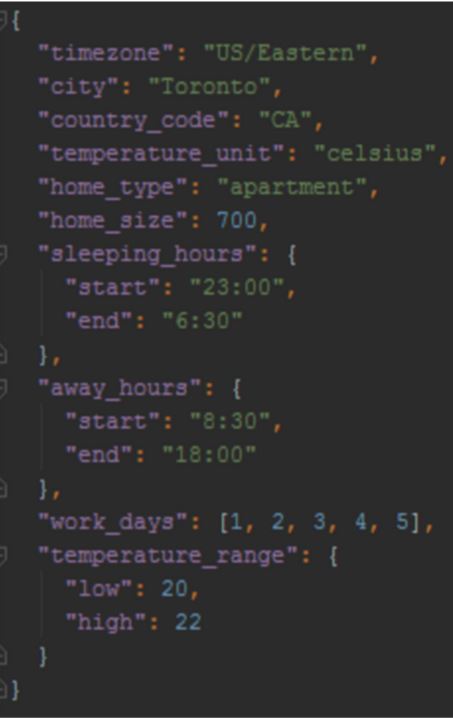 {
"timezone": "US/Eastern",
"city": "Toronto",
"country_code": "CA",
"temperature_unit": "celsius",
"home_type": "apartment",
"home_size": 700,
"sleeping_hours": {
"start": "23:00",
"end": "6:30"
},
"away_hours": {
"start": "8:30",
"end": "18:00"
},
"work_days": [1, 2, 3, 4, 5],
"temperature_range": {
"low": 20,
"high": 22
}
}